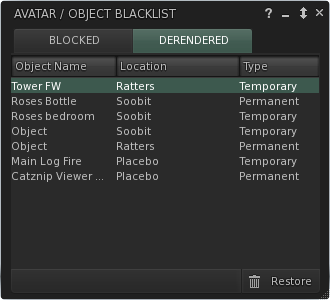 AVATAR / OBJECT BLACKLIST ?
BLOCKED DERENDERED
Object Name Location Type
Tower FW Ratters Temporary
Roses Bottle Soobit Permanent
Roses bedroom Soobit Temporary
Object Soobit Temporary
Object Ratters Permanent
Main Log Fire Placebo Temporary
Catznip Viewer ... Placebo Permanent
Restore